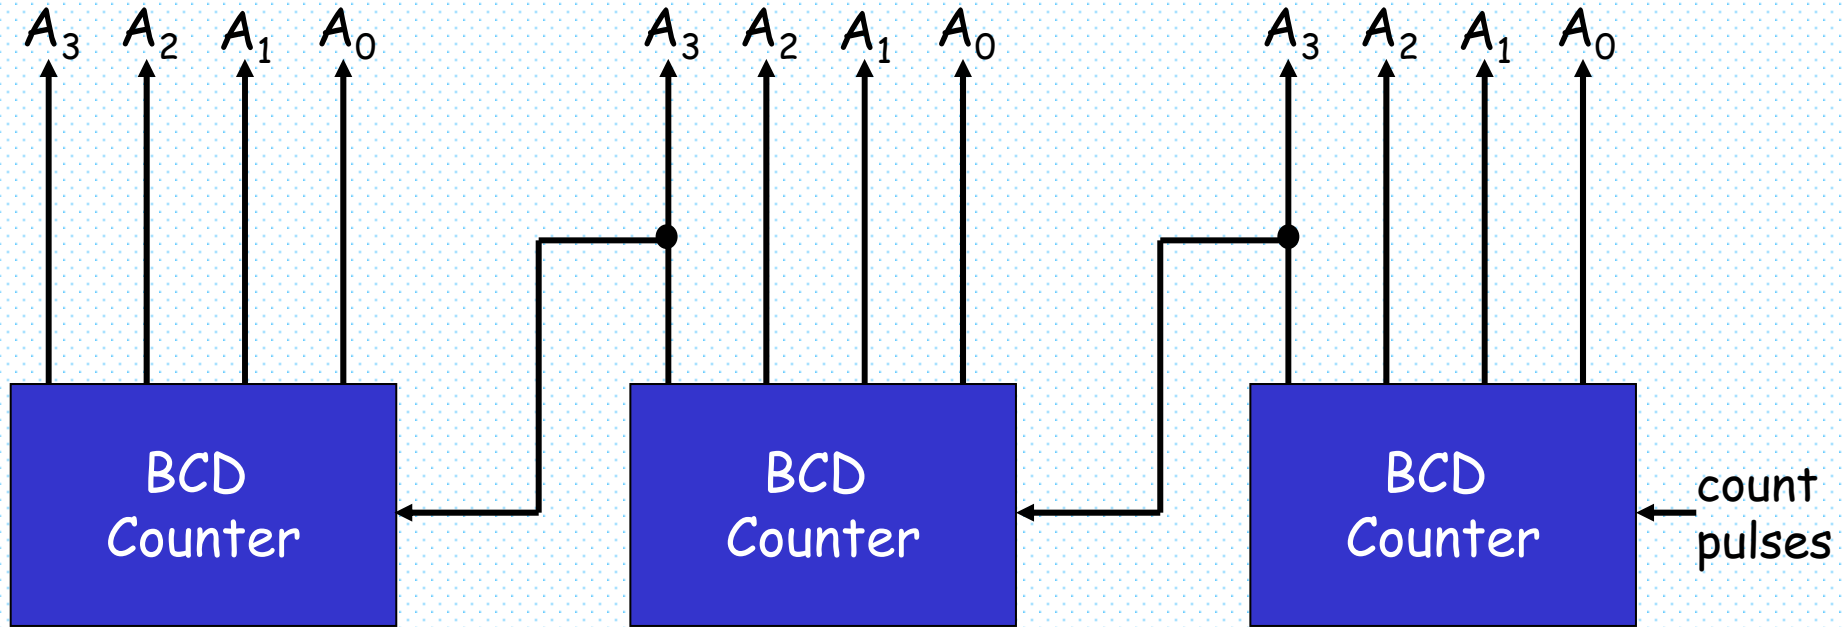 A3 A2 A1 A0 A3 A2 A1 A0 A3 A2 A1 A0
BCD
Counter
BCD
Counter
BCD
Counter
count
pulses